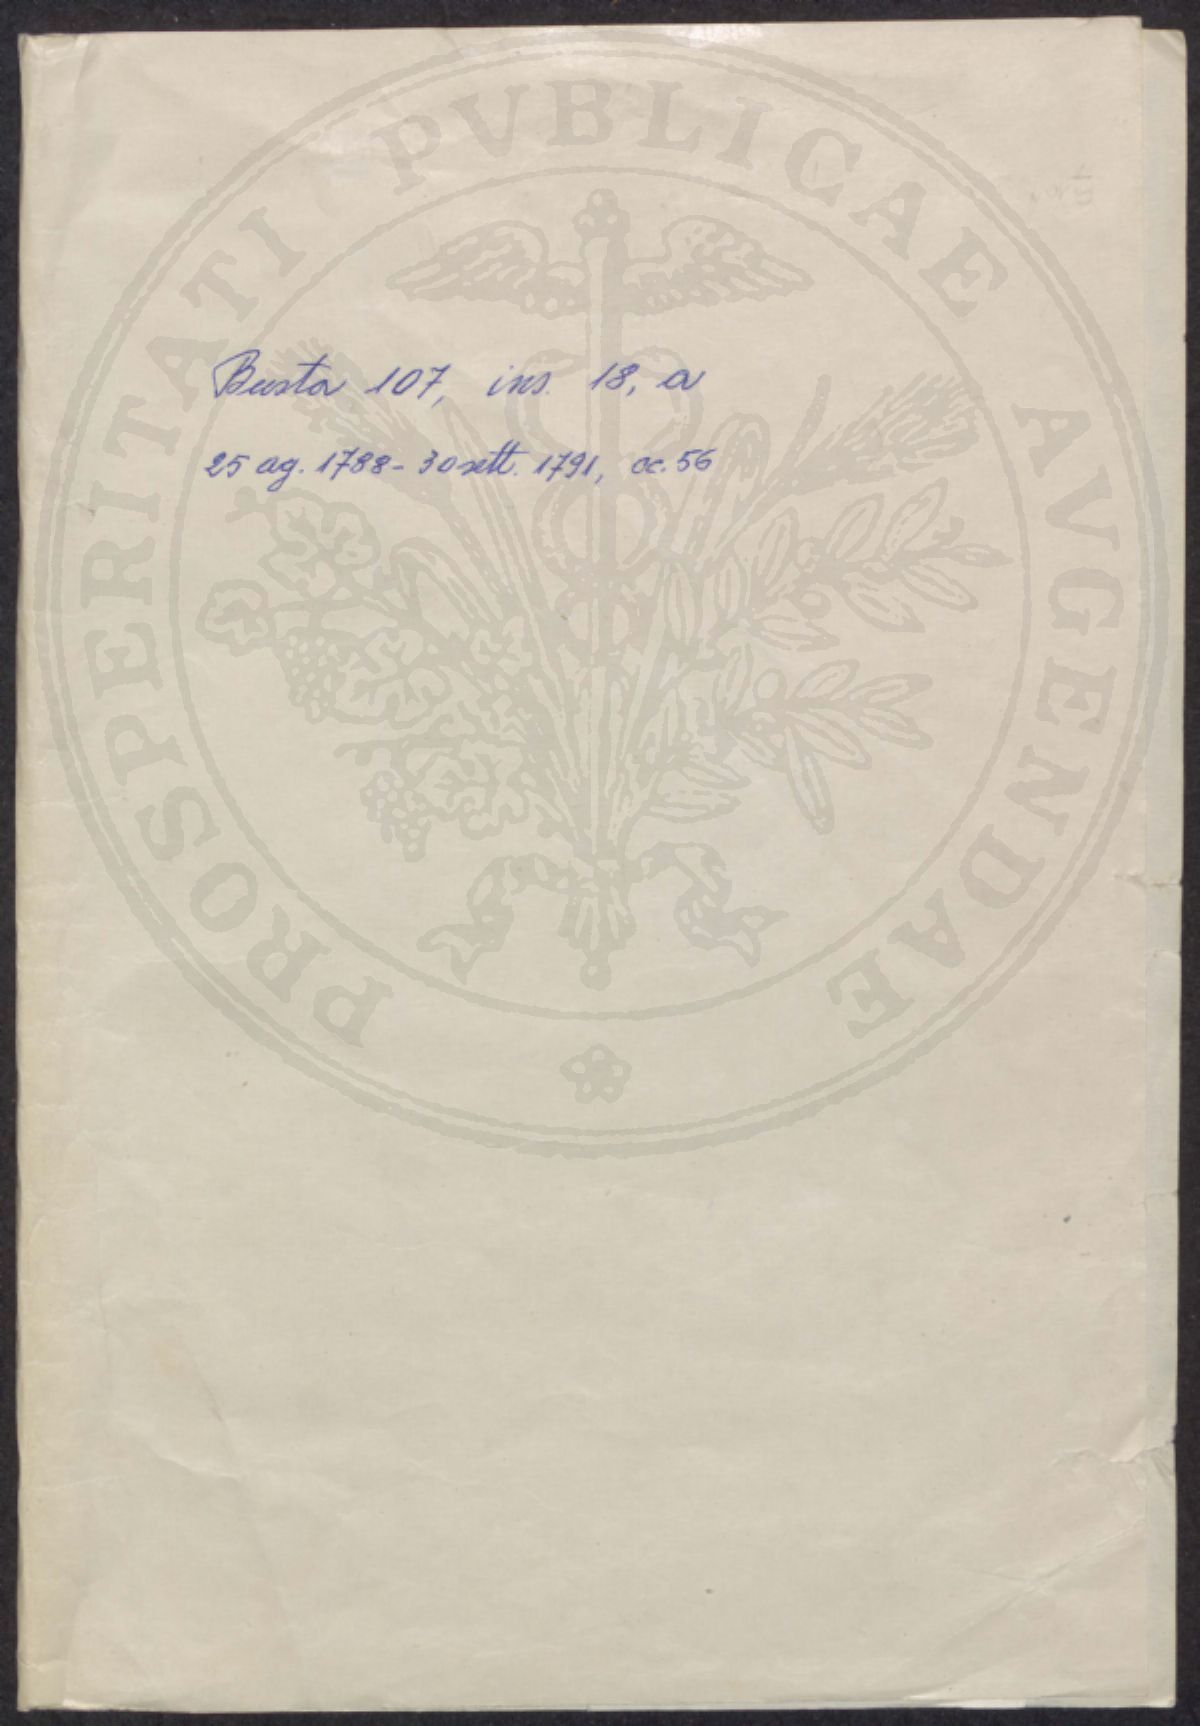 PROSPERITATI PVBLICAE AVGENDAE
Busta 107, ins. 18, a
25 ag. 1788 - 30 sett. 1791, cc. 56